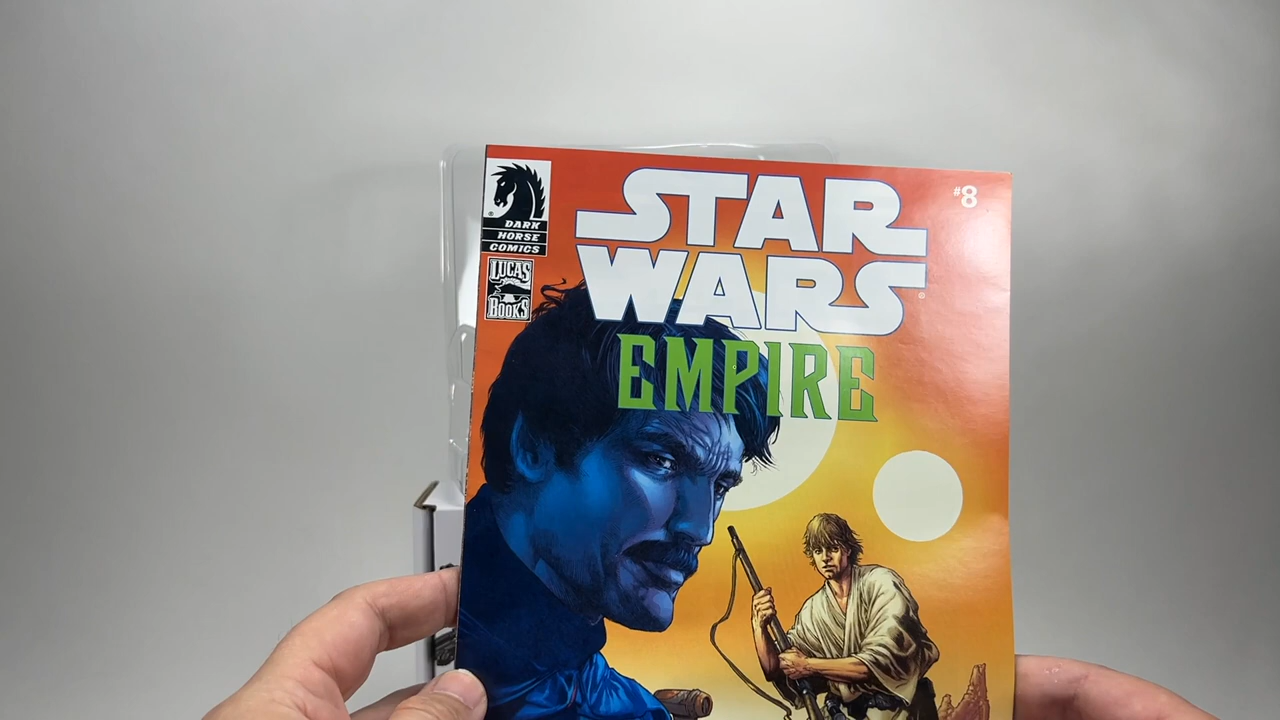 STAR
WARS
EMPIRE
#8
DARK
HORSE
COMICS
LUCAS
BOOKS